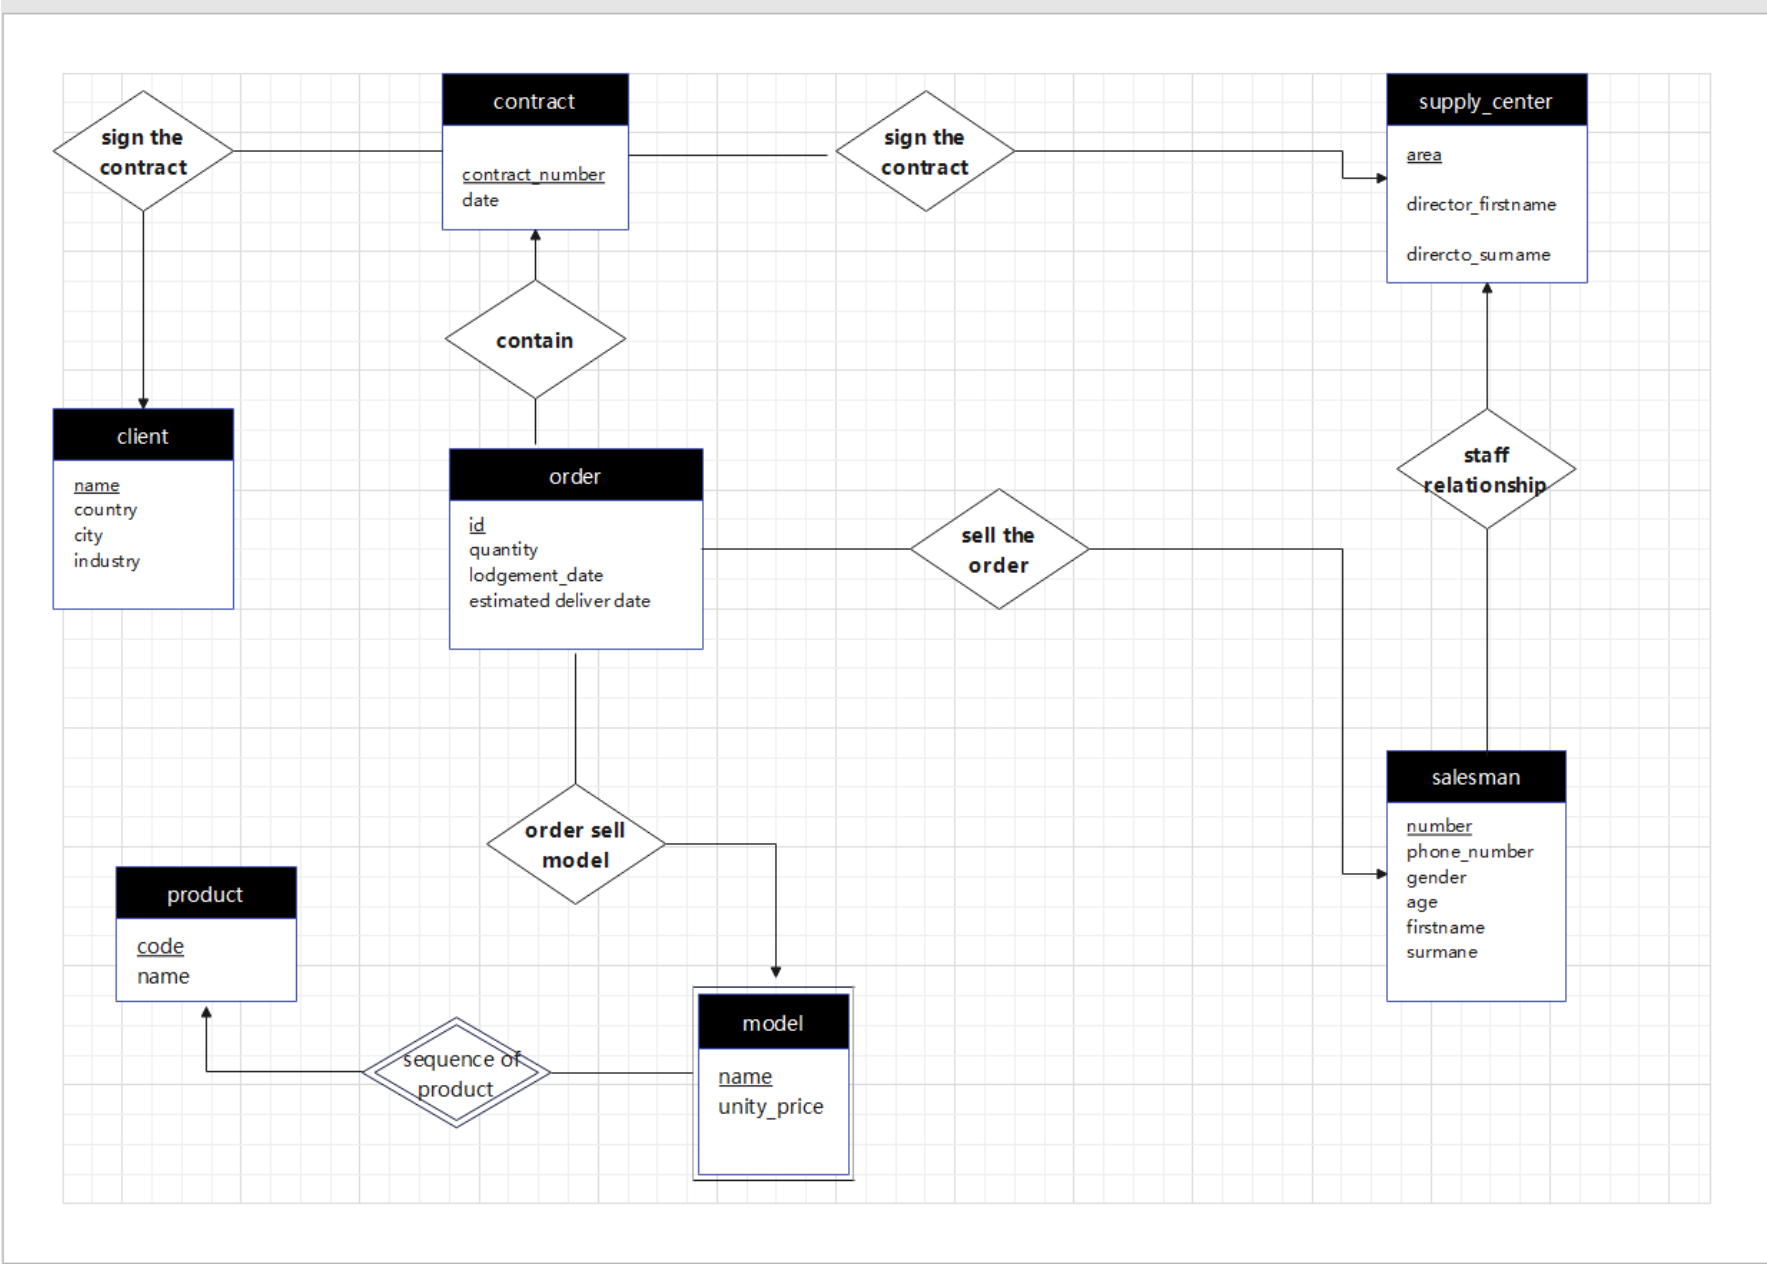 sign the
contract
contract
contract_number
date
sign the
contract
supply_center
area
director_firstname
dirercto_surname
contain
client
name
country
city
industry
order
id
quantity
lodgement_date
estimated deliver date
sell the
order
staff
relationship
order sell
model
salesman
number
phone_number
gender
age
firstname
surmane
product
code
name
sequence of
product
model
name
unity_price